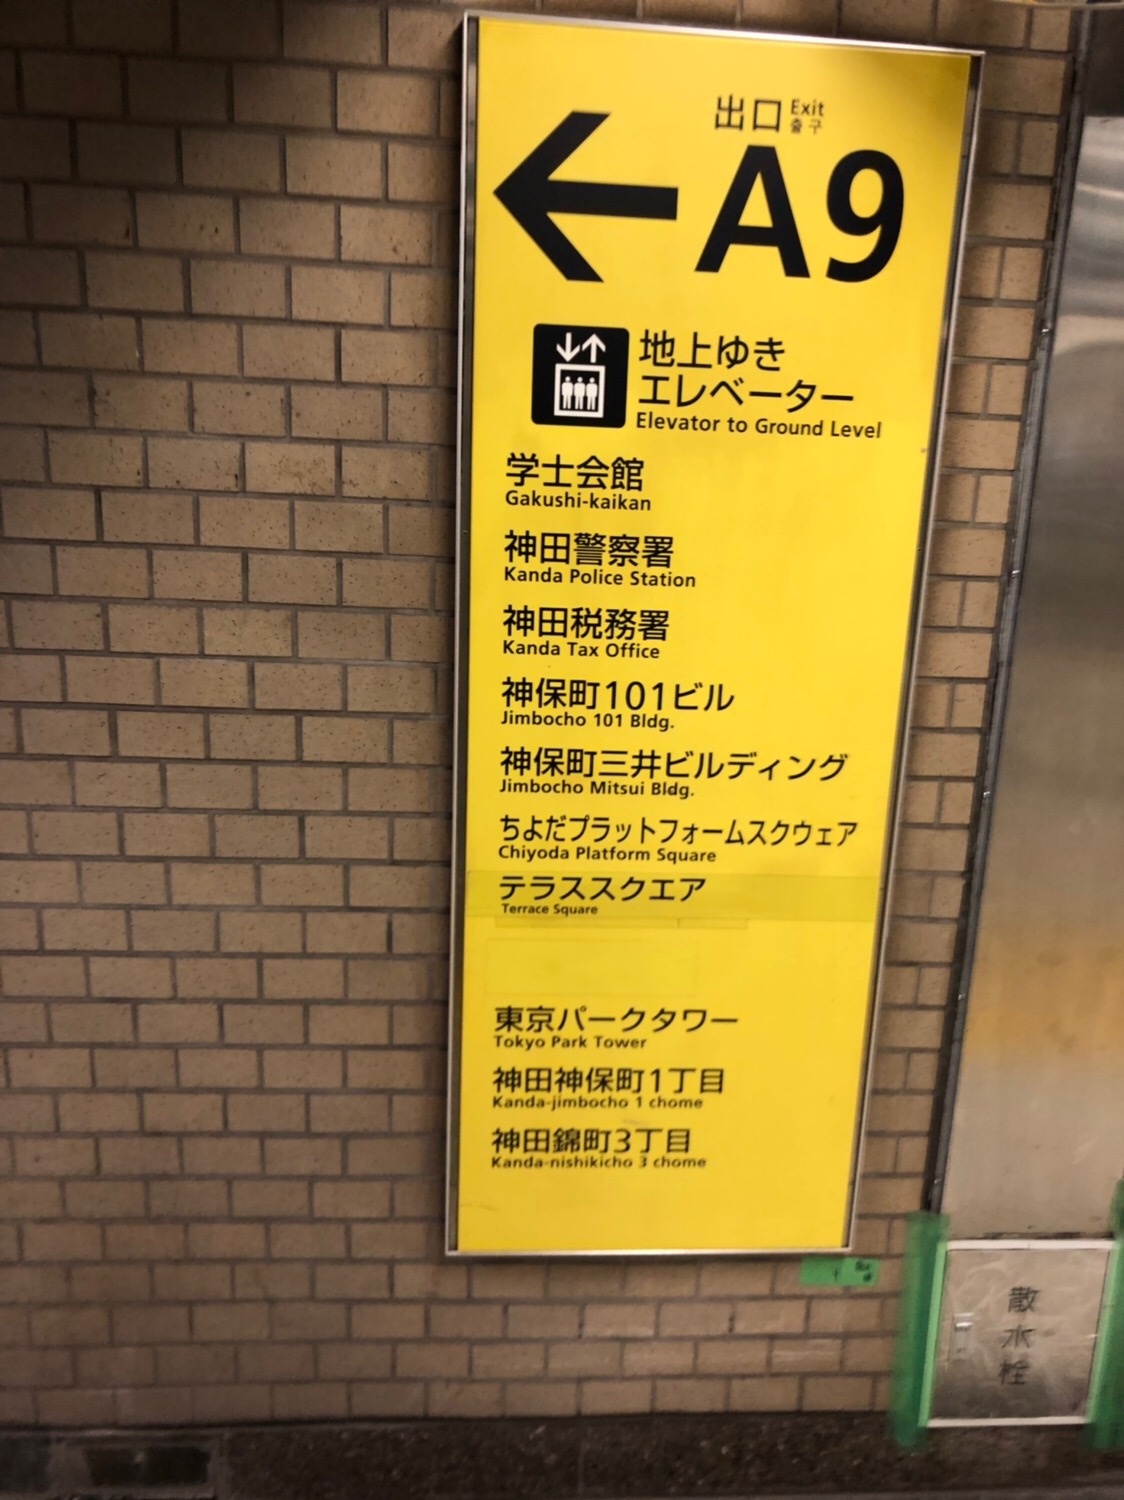 出口 Exit
출구
A9
地上ゆき
エレベーター
Elevator to Ground Level
学士会館
Gakushi-kaikan
神田警察署
Kanda Police Station
神田税務署
Kanda Tax Office
神保町101ビル
Jimbocho 101 Bldg.
神保町三井ビルディング
Jimbocho Mitsui Bldg.
ちよだプラットフォームスクウェア
Chiyoda Platform Square
テラススクエア
Terrace Square
東京パークタワー
Tokyo Park Tower
神田神保町1丁目
Kanda-jimbocho 1 chome
神田錦町3丁目
Kanda-nishikicho 3 chome
散水栓